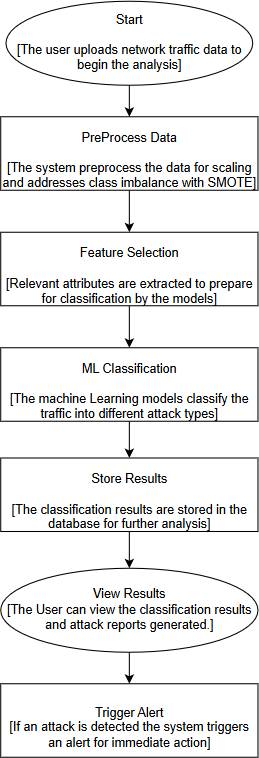 Start
[The user uploads network traffic data to
begin the analysis]
PreProcess Data
[The system preprocess the data for scaling
and addresses class imbalance with SMOTE]
Feature Selection
[Relevant attributes are extracted to prepare
for classification by the models]
ML Classification
[The machine Learning models classify the
traffic into different attack types]
Store Results
[The classification results are stored in the
database for further analysis]
View Results
[The User can view the classification results
and attack reports generated.]
Trigger Alert
[If an attack is detected the system triggers
an alert for immediate action]